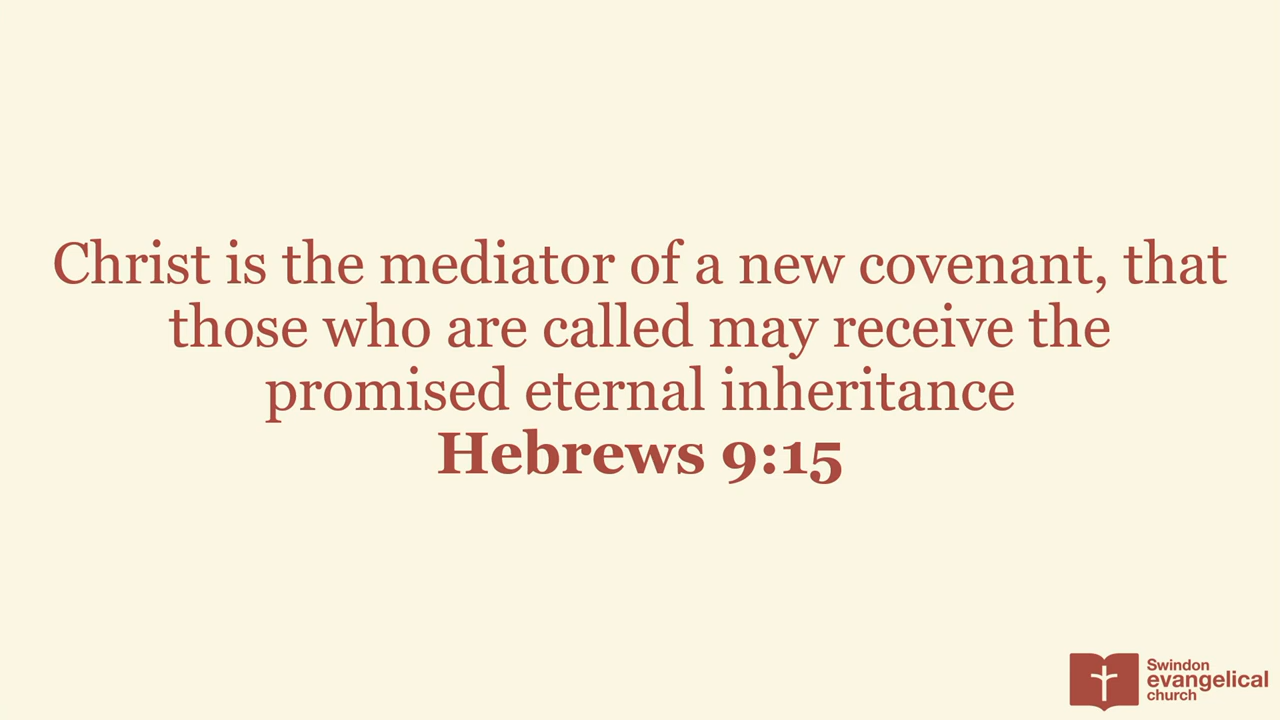 Christ is the mediator of a new covenant, that
those who are called may receive the
promised eternal inheritance
Hebrews 9:15
Swindon
evangelical
church